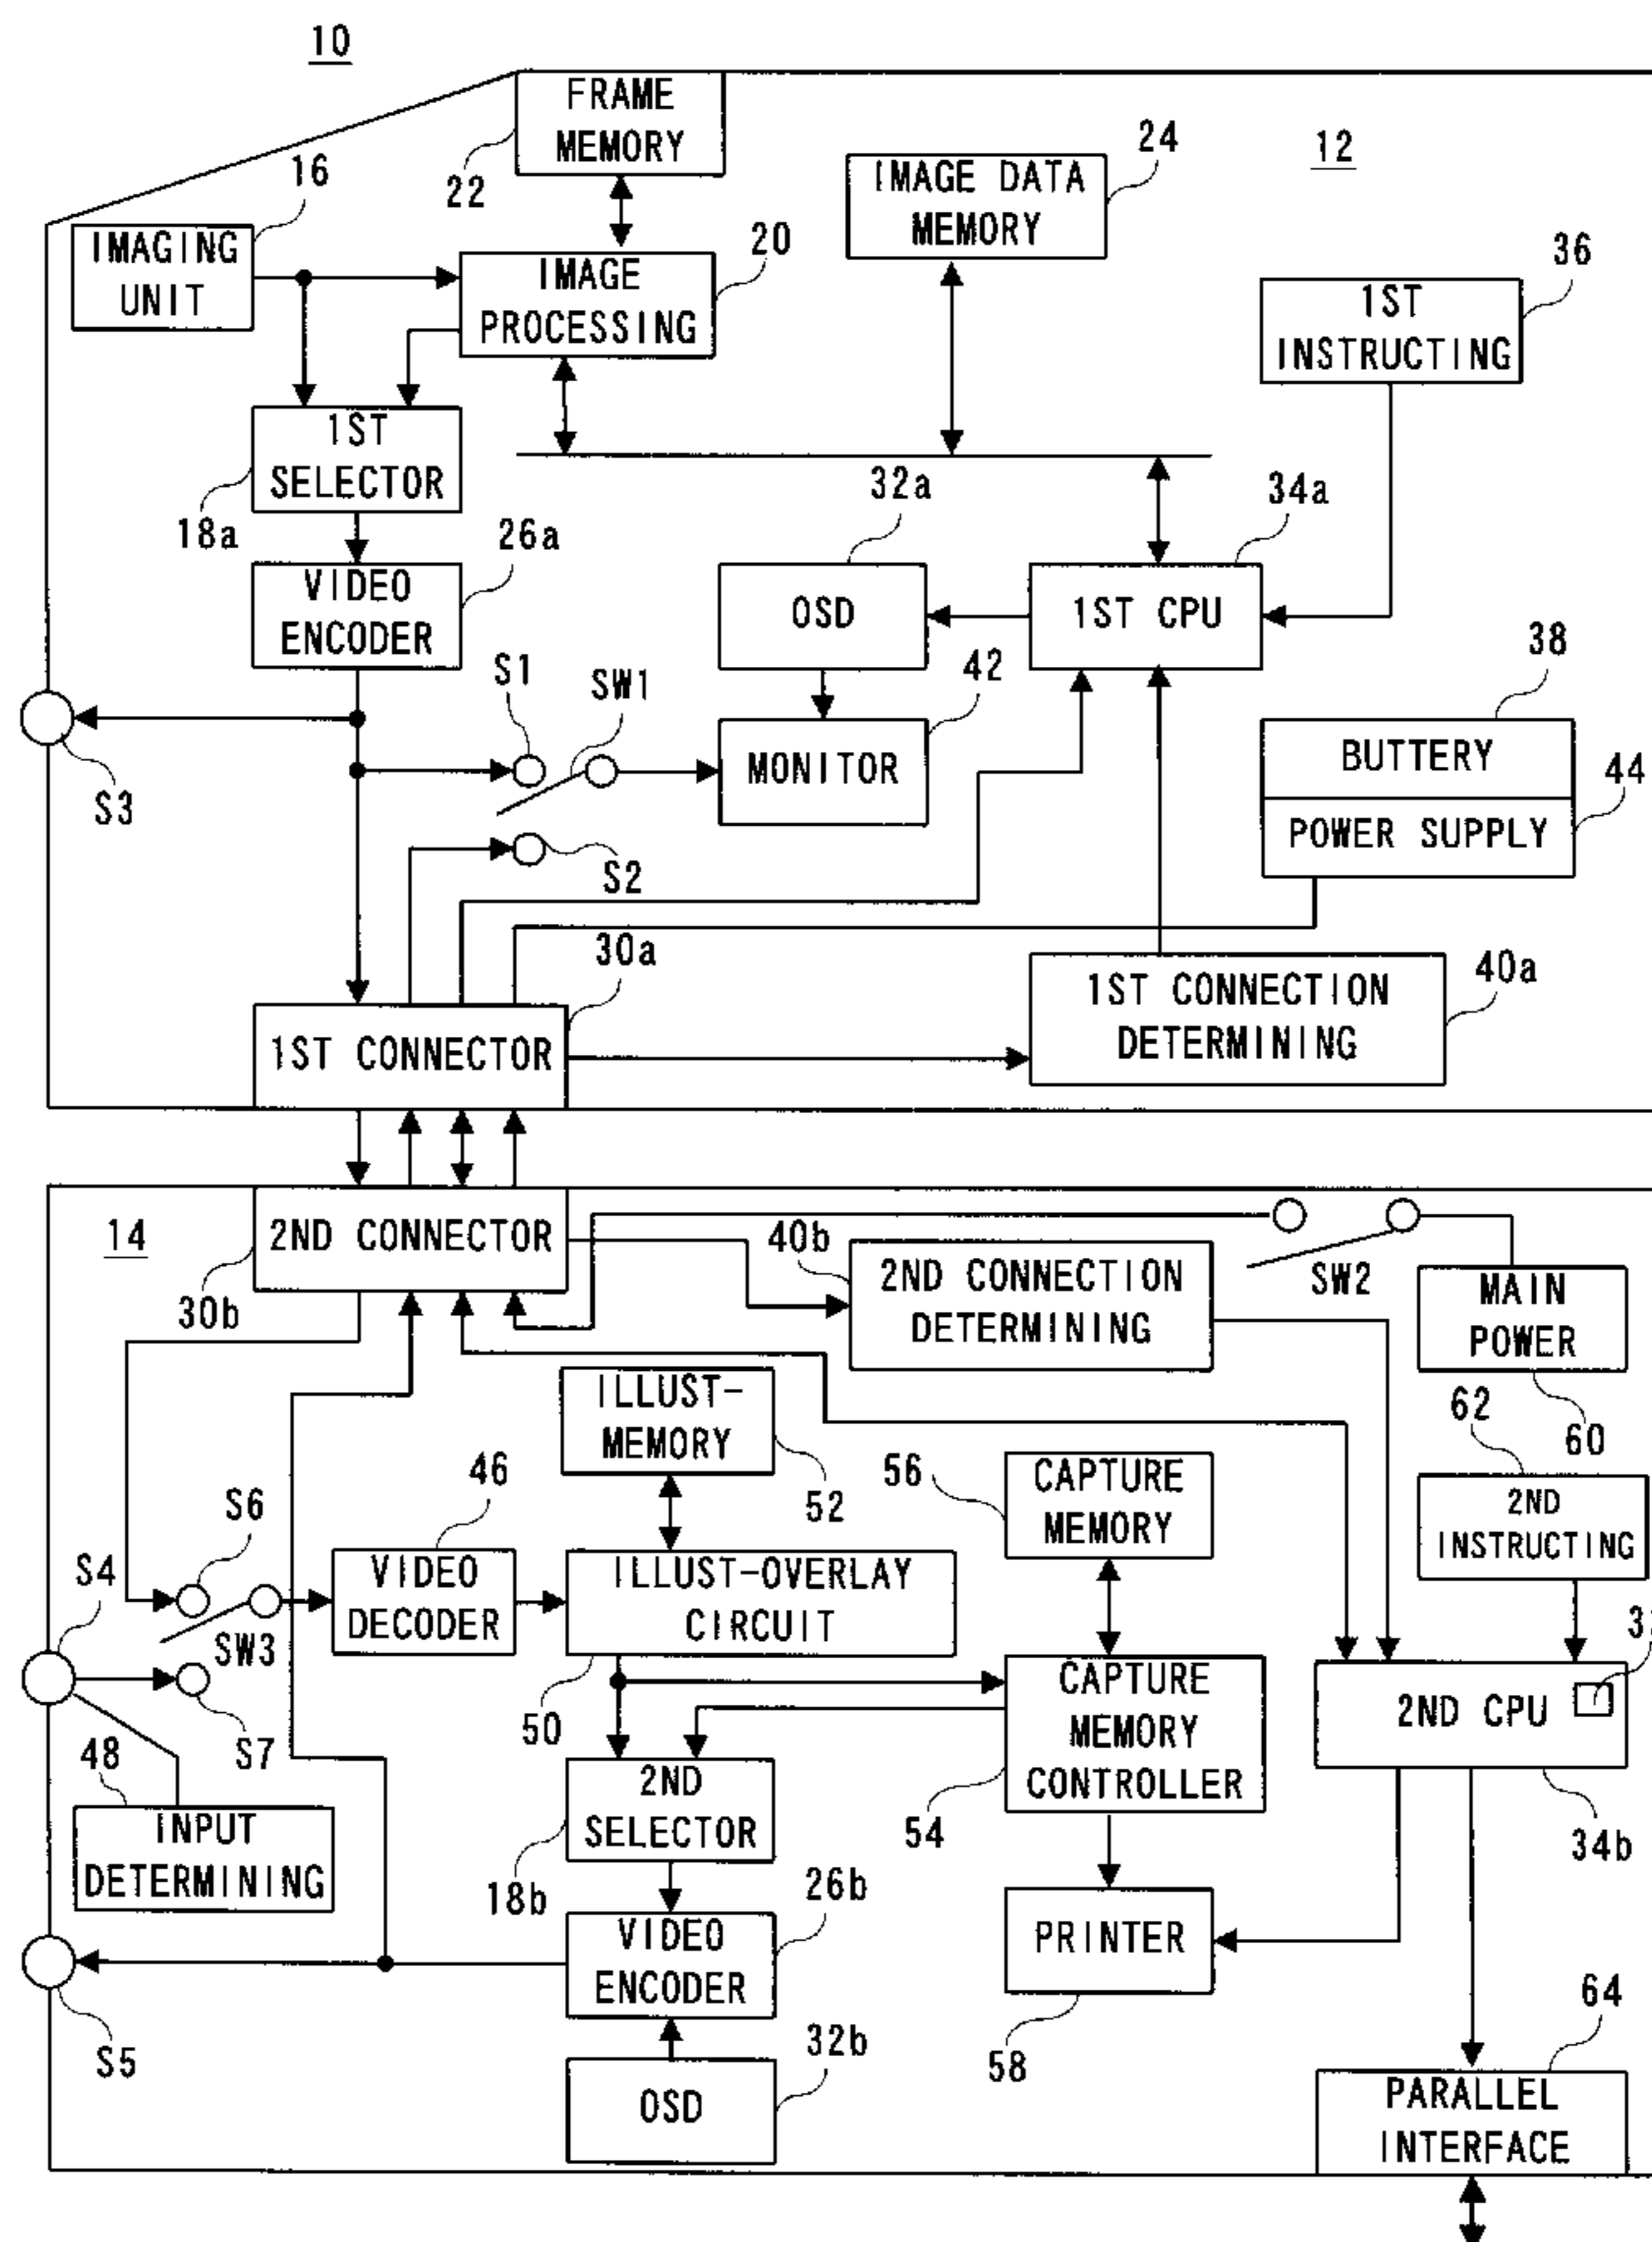 10
FRAME
MEMORY
22
16
IMAGING
UNIT
IMAGE DATA
MEMORY
24
12
20
IMAGE
PROCESSING
36
1ST
INSTRUCTING
1ST
SELECTOR
18a
32a
34a
26a
VIDEO
ENCODER
OSD
1ST CPU
S1
SW1
42
38
S3
MONITOR
BUTTERY
44
POWER SUPPLY
S2
30a
40a
1ST CONNECTION
DETERMINING
1ST CONNECTOR
14
2ND CONNECTOR
30b
40b
2ND CONNECTION
DETERMINING
SW2
MAIN
POWER
60
62
ILLUST-
MEMORY
52
46
56
CAPTURE
MEMORY
2ND
INSTRUCTING
S6
S4
VIDEO
DECODER
ILLUST-OVERLAY
CIRCUIT
SW3
50
S7
CAPTURE
MEMORY
CONTROLLER
54
2ND CPU
34b
48
INPUT
DETERMINING
2ND
SELECTOR
18b
26b
VIDEO
ENCODER
PRINTER
58
S5
32b
OSD
64
PARALLEL
INTERFACE